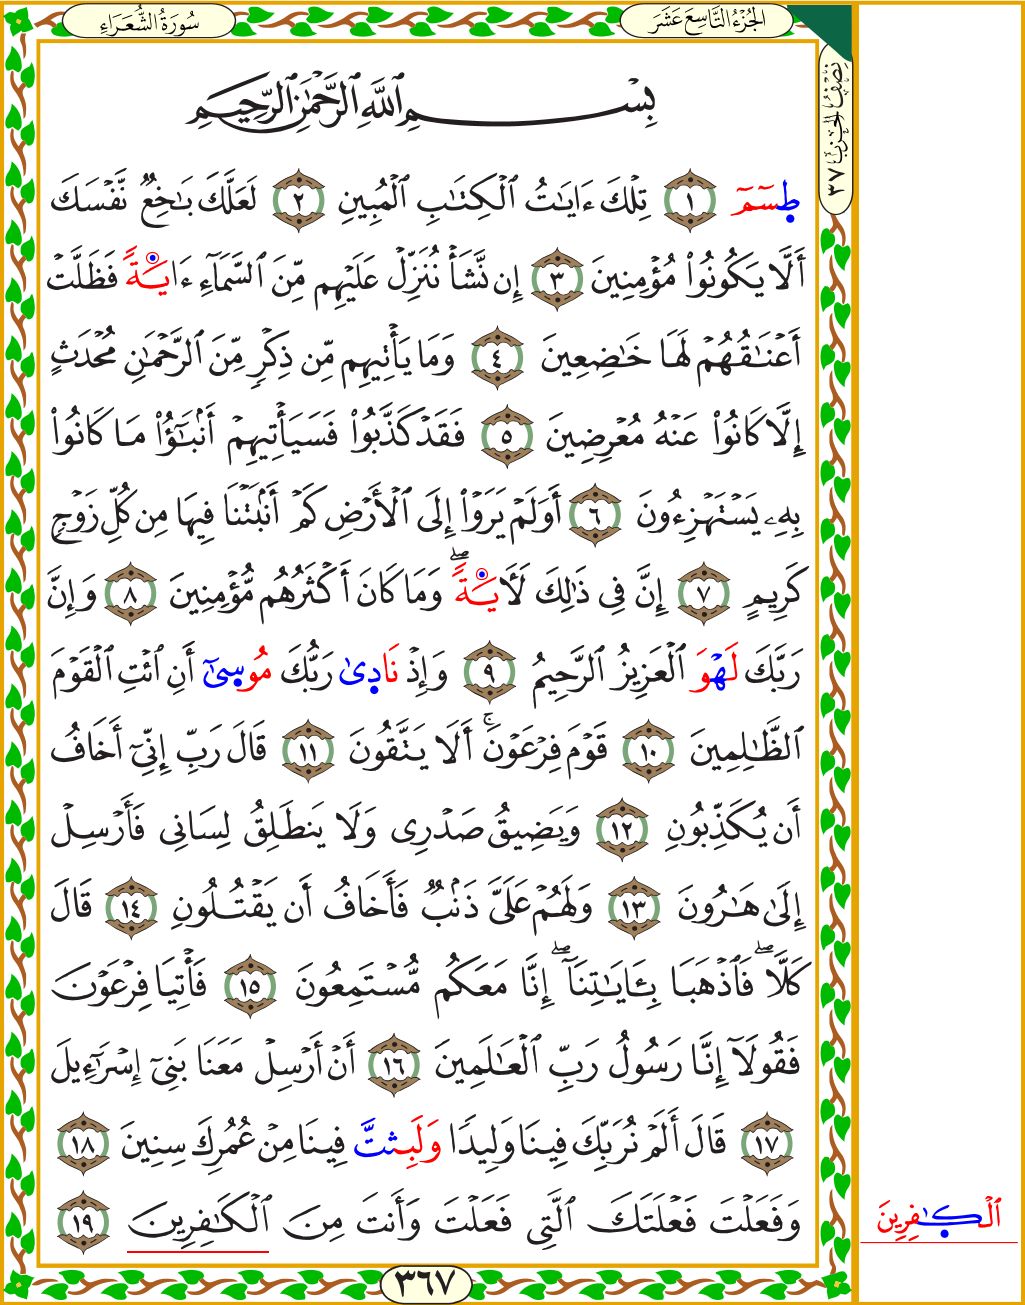 سُورَةُ الشُّعَرَاءِ
الجُزْءُ التَّاسِعَ عَشَرَ
نِصْفُ الحِزْبِ ٣٧
بِسْمِ ٱللَّهِ ٱلرَّحْمَٰنِ ٱلرَّحِيمِ
طسٓمٓ ١ تِلْكَ ءَايَٰتُ ٱلْكِتَٰبِ ٱلْمُبِينِ ٢ لَعَلَّكَ بَٰخِعٌ نَّفْسَكَ
أَلَّا يَكُونُوا۟ مُؤْمِنِينَ ٣ إِن نَّشَأْ نُنَزِّلْ عَلَيْهِم مِّنَ ٱلسَّمَآءِ ءَايَةً فَظَلَّتْ
أَعْنَٰقُهُمْ لَهَا خَٰضِعِينَ ٤ وَمَا يَأْتِيهِم مِّن ذِكْرٍ مِّنَ ٱلرَّحْمَٰنِ مُحْدَثٍ
إِلَّا كَانُوا۟ عَنْهُ مُعْرِضِينَ ٥ فَقَدْ كَذَّبُوا۟ فَسَيَأْتِيهِمْ أَنۢبَٰٓؤُا۟ مَا كَانُوا۟
بِهِۦ يَسْتَهْزِءُونَ ٦ أَوَلَمْ يَرَوْا۟ إِلَى ٱلْأَرْضِ كَمْ أَنۢبَتْنَا فِيهَا مِن كُلِّ زَوْجٍ
كَرِيمٍ ٧ إِنَّ فِى ذَٰلِكَ لَءَايَةً ۖ وَمَا كَانَ أَكْثَرُهُم مُّؤْمِنِينَ ٨ وَإِنَّ
رَبَّكَ لَهْوَ ٱلْعَزِيزُ ٱلرَّحِيمُ ٩ وَإِذْ نَادِىٰ رَبُّكَ مُوسِىٰٓ أَنِ ٱئْتِ ٱلْقَوْمَ
ٱلظَّٰلِمِينَ ١٠ قَوْمَ فِرْعَوْنَ ۚ أَلَا يَتَّقُونَ ١١ قَالَ رَبِّ إِنِّىٓ أَخَافُ
أَن يُكَذِّبُونِ ١٢ وَيَضِيقُ صَدْرِى وَلَا يَنطَلِقُ لِسَانِى فَأَرْسِلْ
إِلَىٰ هَٰرُونَ ١٣ وَلَهُمْ عَلَىَّ ذَنۢبٌ فَأَخَافُ أَن يَقْتُلُونِ ١٤ قَالَ
كَلَّا ۖ فَٱذْهَبَا بِـَٔايَٰتِنَآ ۖ إِنَّا مَعَكُم مُّسْتَمِعُونَ ١٥ فَأْتِيَا فِرْعَوْنَ
فَقُولَآ إِنَّا رَسُولُ رَبِّ ٱلْعَٰلَمِينَ ١٦ أَنْ أَرْسِلْ مَعَنَا بَنِىٓ إِسْرَٰٓءِيلَ
١٧ قَالَ أَلَمْ نُرَبِّكَ فِينَا وَلِيدًا وَلَبِثتَّ فِينَا مِنْ عُمُرِكَ سِنِينَ ١٨
وَفَعَلْتَ فَعْلَتَكَ ٱلَّتِى فَعَلْتَ وَأَنتَ مِنَ ٱلْكَٰفِرِينَ ١٩
ٱلْكِٰفِرِينَ
٣٦٧